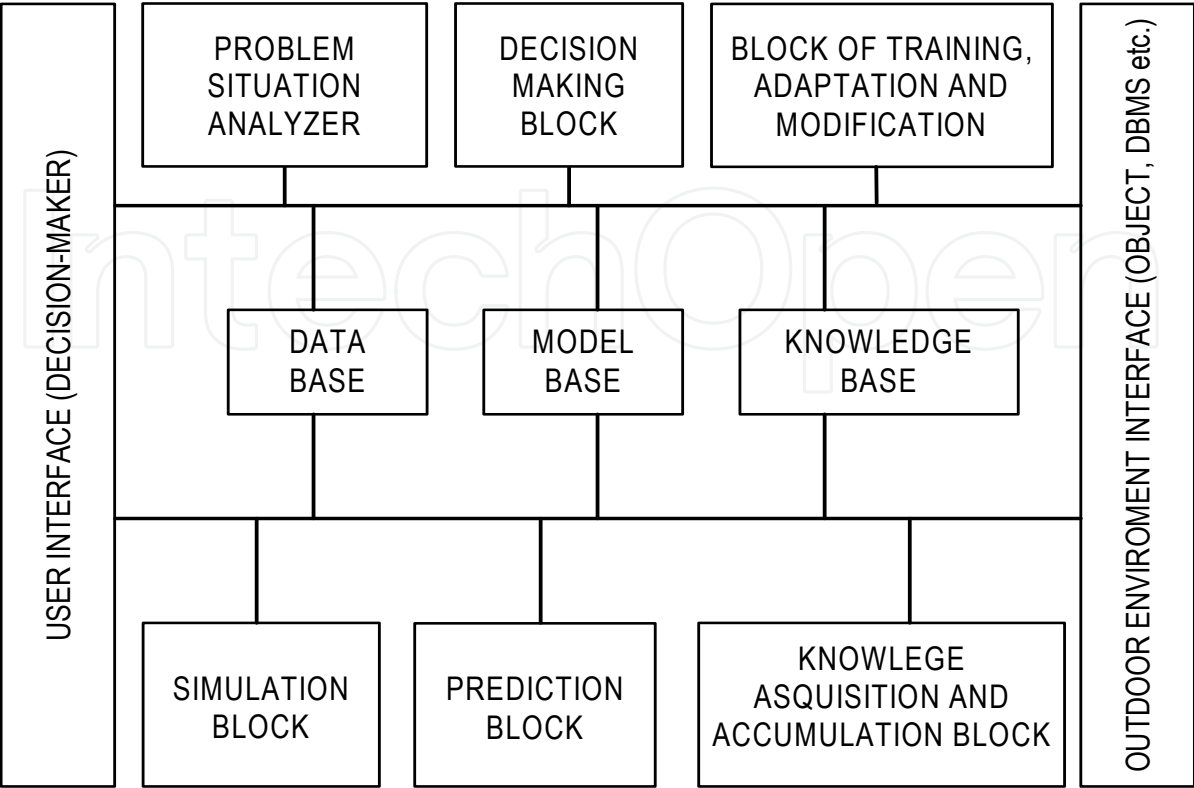 USER INTERFACE (DECISION-MAKER)
PROBLEM
SITUATION
ANALYZER
DECISION
MAKING
BLOCK
BLOCK OF TRAINING,
ADAPTATION AND
MODIFICATION
DATA
BASE
MODEL
BASE
KNOWLEDGE
BASE
SIMULATION
BLOCK
PREDICTION
BLOCK
KNOWLEGE
ASQUISITION AND
ACCUMULATION BLOCK
OUTDOOR ENVIROMENT INTERFACE (OBJECT, DBMS etc.)
IntechOpen